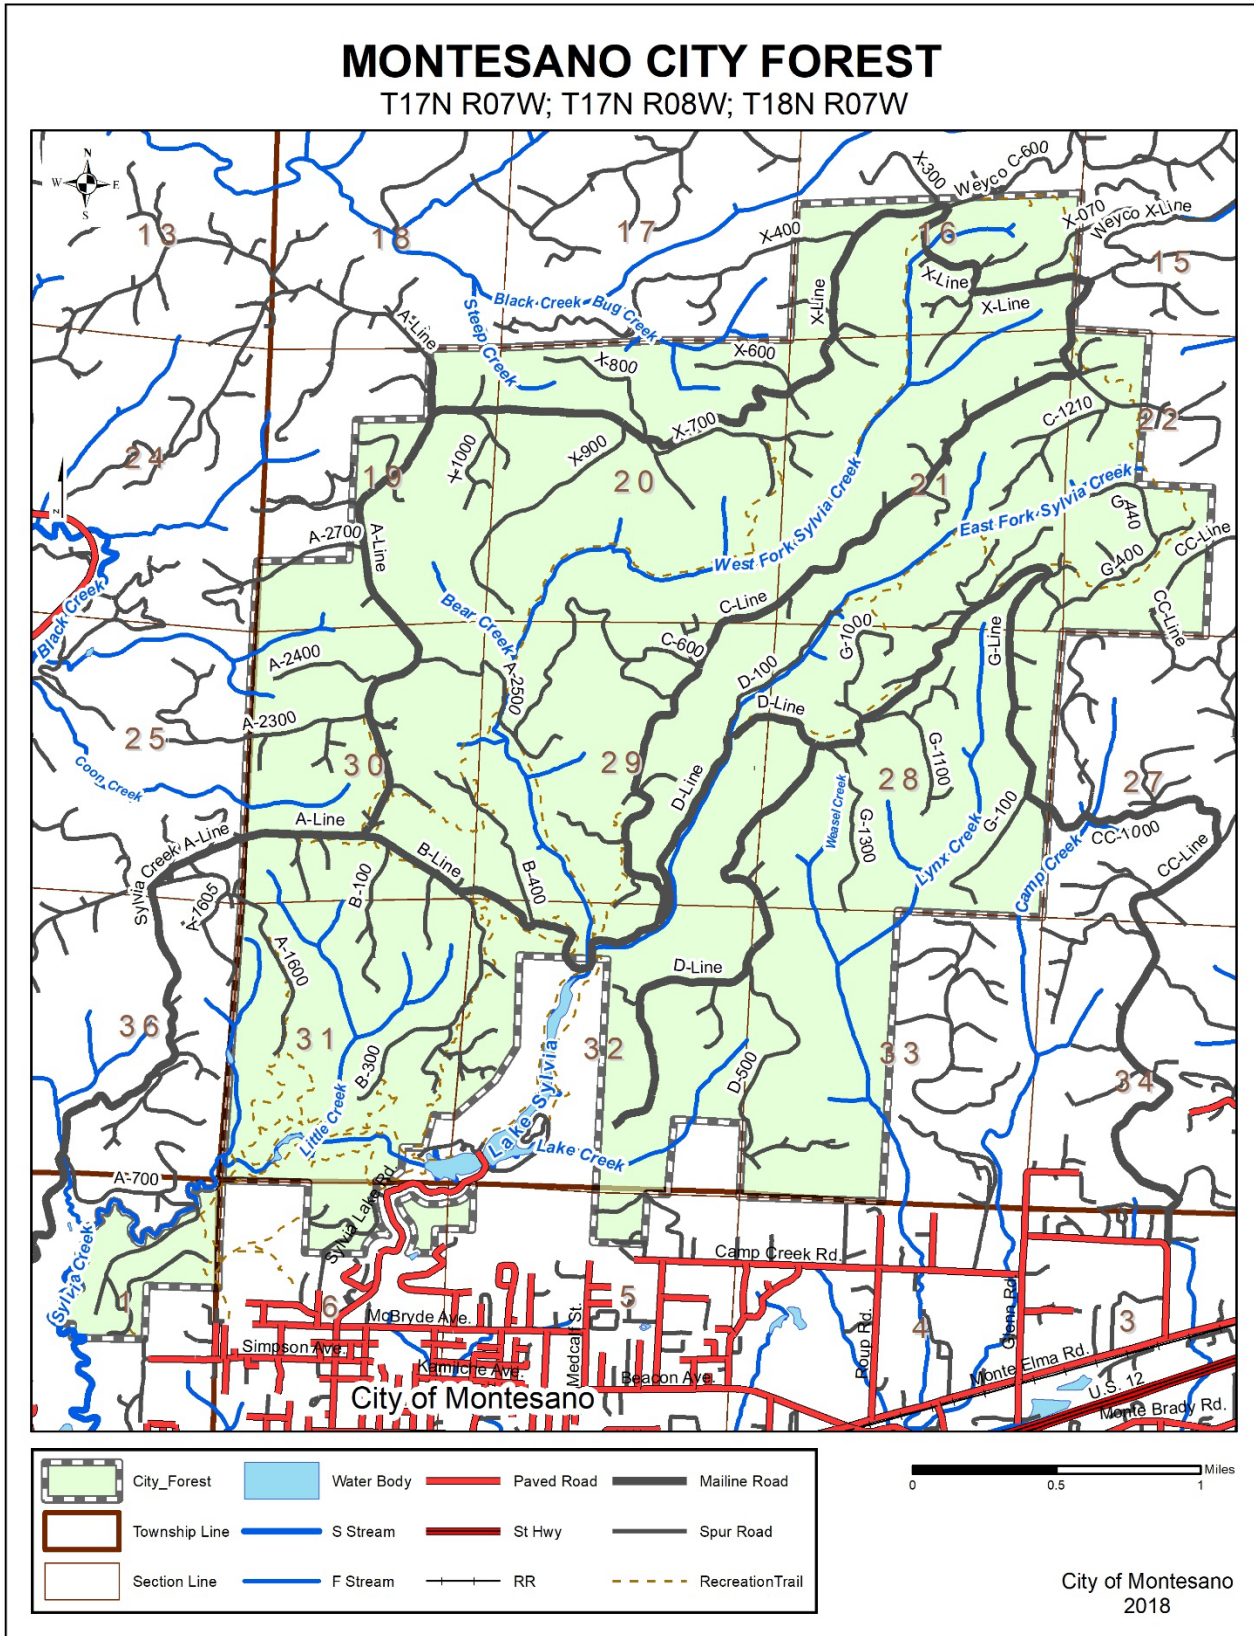 MONTESANO CITY FOREST
T17N R07W; T17N R08W; T18N R07W
N
W
E
S
X-300
Weyco C-600
X-070
Weyco X-Line
13
18
17
X-400
16
15
X-Line
X-Line
X-Line
Black Creek
Bug Creek
Steep Creek
A-Line
X-600
X-800
X-700
X-900
X-1000
C-1210
22
24
19
20
21
West Fork Sylvia Creek
East Fork Sylvia Creek
G-440
G-400
CC-Line
CC-Line
N
A-2700
A-Line
Black Creek
Bear Creek
A-2500
C-Line
C-600
G-1000
G-Line
D-100
D-Line
A-2400
A-2300
25
30
29
28
27
Coon Creek
D-Line
G-1100
Weasel Creek
G-1300
Lynx Creek
G-100
Camp Creek
CC-1000
CC-Line
Sylvia Creek A-Line
A-Line
B-Line
B-400
B-100
A-1605
A-1600
D-Line
36
31
32
33
34
Lake Sylvia
B-300
D-500
Little Creek
Lake Creek
A-700
Sylvia Lake Rd.
Sylvia Creek
1
6
5
4
3
Camp Creek Rd.
McBryde Ave.
Simpson Ave.
Kamilche Ave.
Medcalf St.
Beacon Ave.
Roup Rd.
Glenn Rd.
Monte Elma Rd.
U.S. 12
Monte Brady Rd.
City of Montesano
City_Forest
Water Body
Paved Road
Mailine Road
Township Line
S Stream
St Hwy
Spur Road
Section Line
F Stream
RR
RecreationTrail
Miles
0
0.5
1
City of Montesano
2018